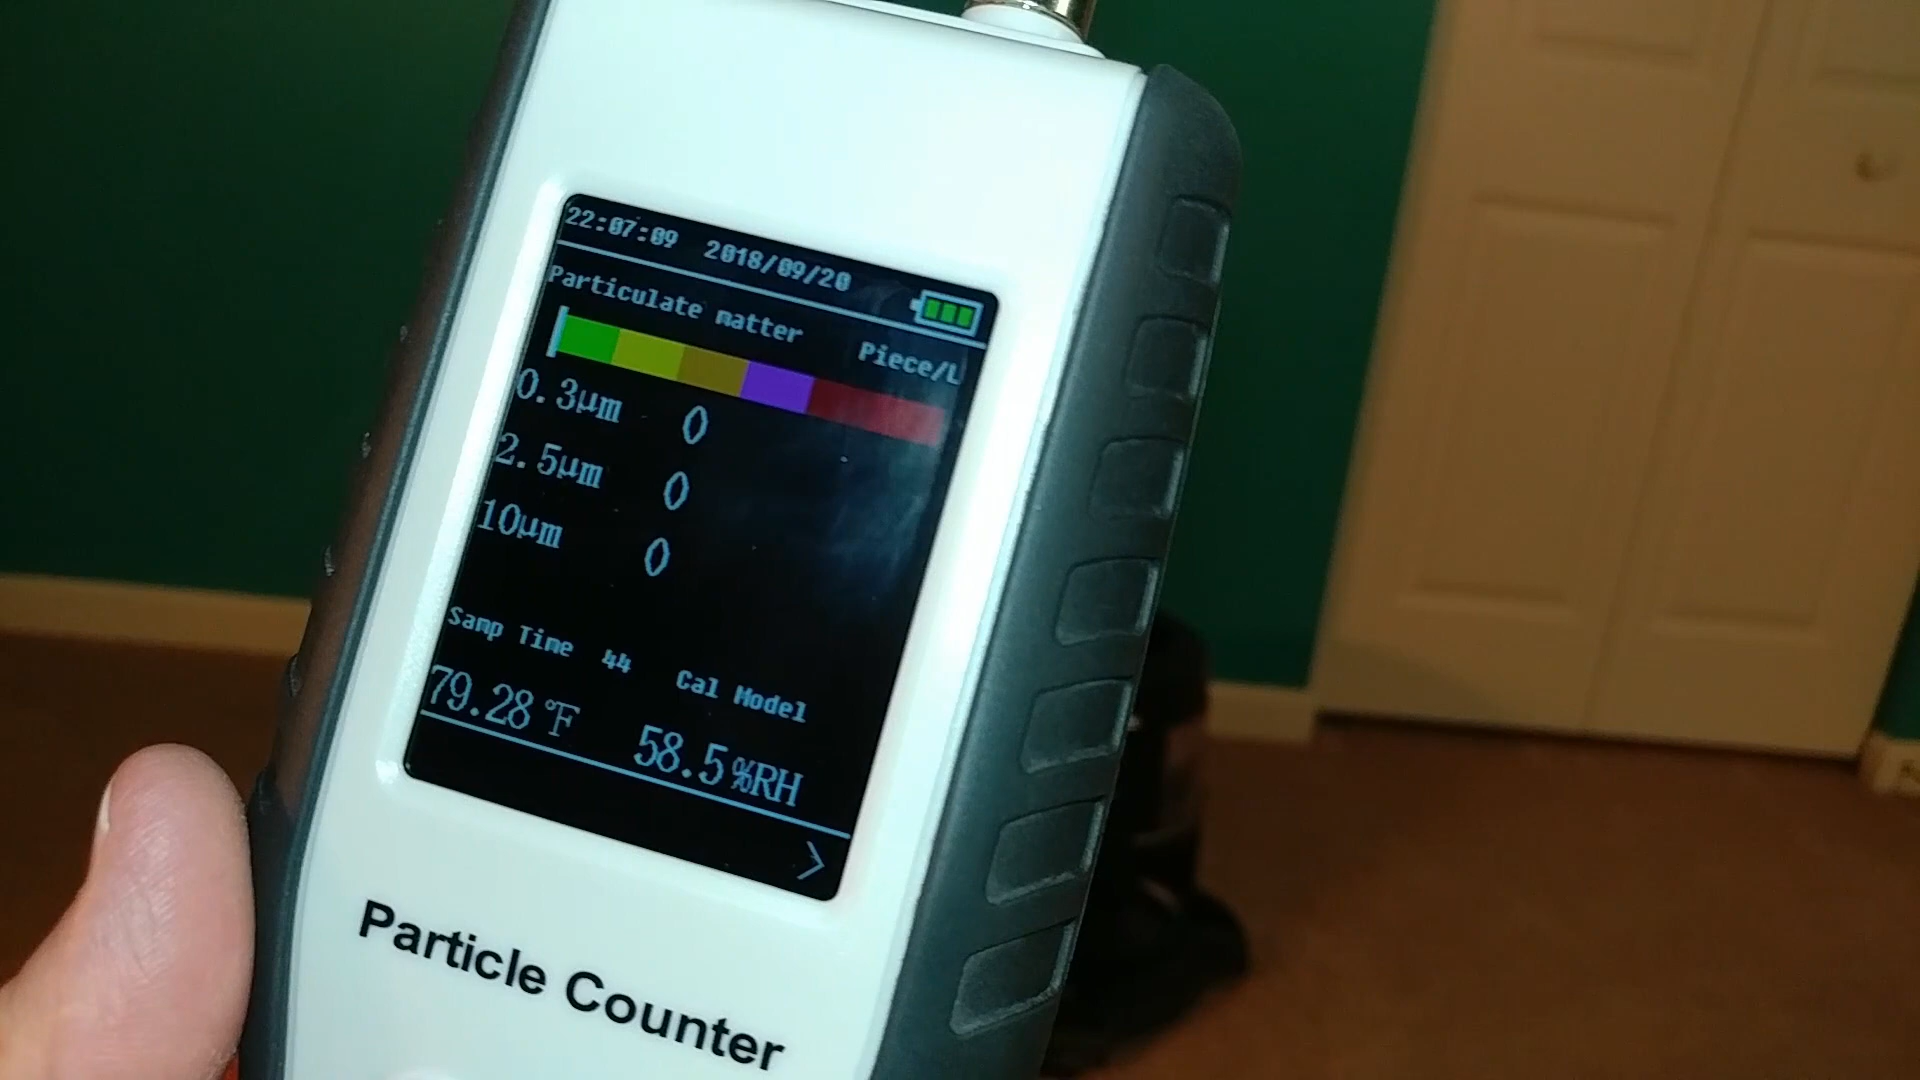 22:07:09 2018/09/20
Particulate matter Piece/L
0.3μm 0
2.5μm 0
10μm 0
Samp Time 44 Cal Model
79.28℉ 58.5%RH
>
Particle Counter